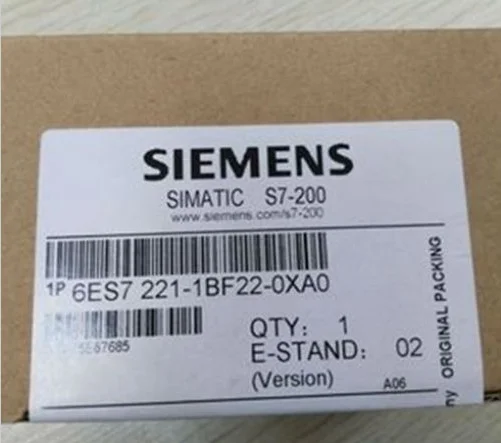 SIEMENS
SIMATIC S7-200
www.siemens.com/s7-200
1P 6ES7 221-1BF22-0XA0
QTY: 1
E-STAND: 02
(Version) A06
ORIGINAL PACKING